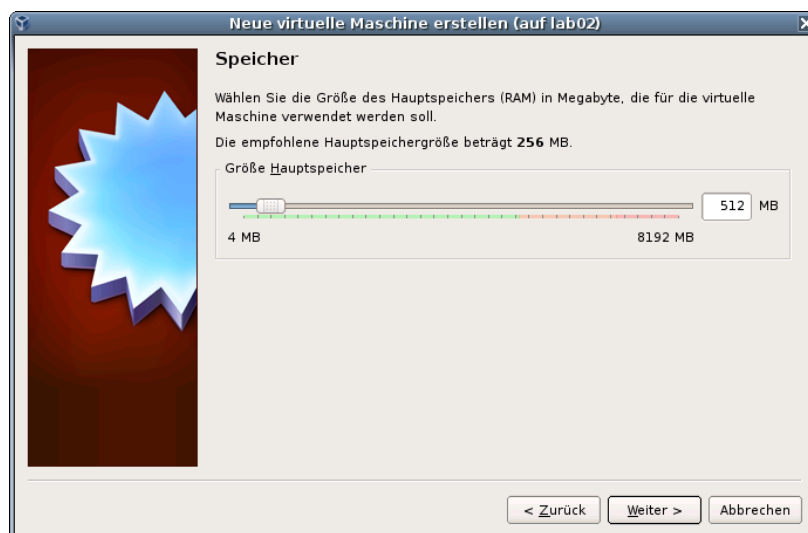 Neue virtuelle Maschine erstellen (auf lab02)
Speicher
Wählen Sie die Größe des Hauptspeichers (RAM) in Megabyte, die für die virtuelle
Maschine verwendet werden soll.
Die empfohlene Hauptspeichergröße beträgt 256 MB.
Größe Hauptspeicher
512 MB
4 MB 8192 MB
< Zurück Weiter > Abbrechen